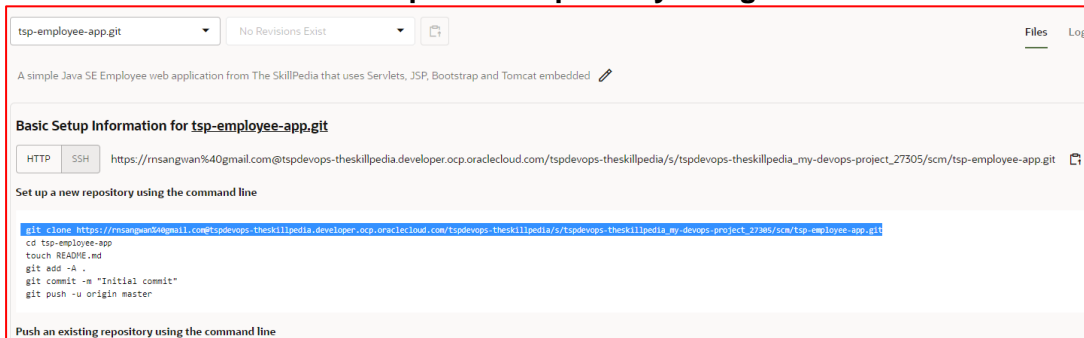 tsp-employee-app.git No Revisions Exist Files Log
A simple Java SE Employee web application from The SkillPedia that uses Servlets, JSP, Bootstrap and Tomcat embedded
Basic Setup Information for tsp-employee-app.git
HTTP SSH https://rnsangwan%40gmail.com@tspdevops-theskillpedia.developer.ocp.oraclecloud.com/tspdevops-theskillpedia/s/tspdevops-theskillpedia_my-devops-project_27305/scm/tsp-employee-app.git
Set up a new repository using the command line
git clone https://rnsangwan%40gmail.com@tspdevops-theskillpedia.developer.ocp.oraclecloud.com/tspdevops-theskillpedia/s/tspdevops-theskillpedia_my-devops-project_27305/scm/tsp-employee-app.git
cd tsp-employee-app
touch README.md
git add -A .
git commit -m "Initial commit"
git push -u origin master
Push an existing repository using the command line